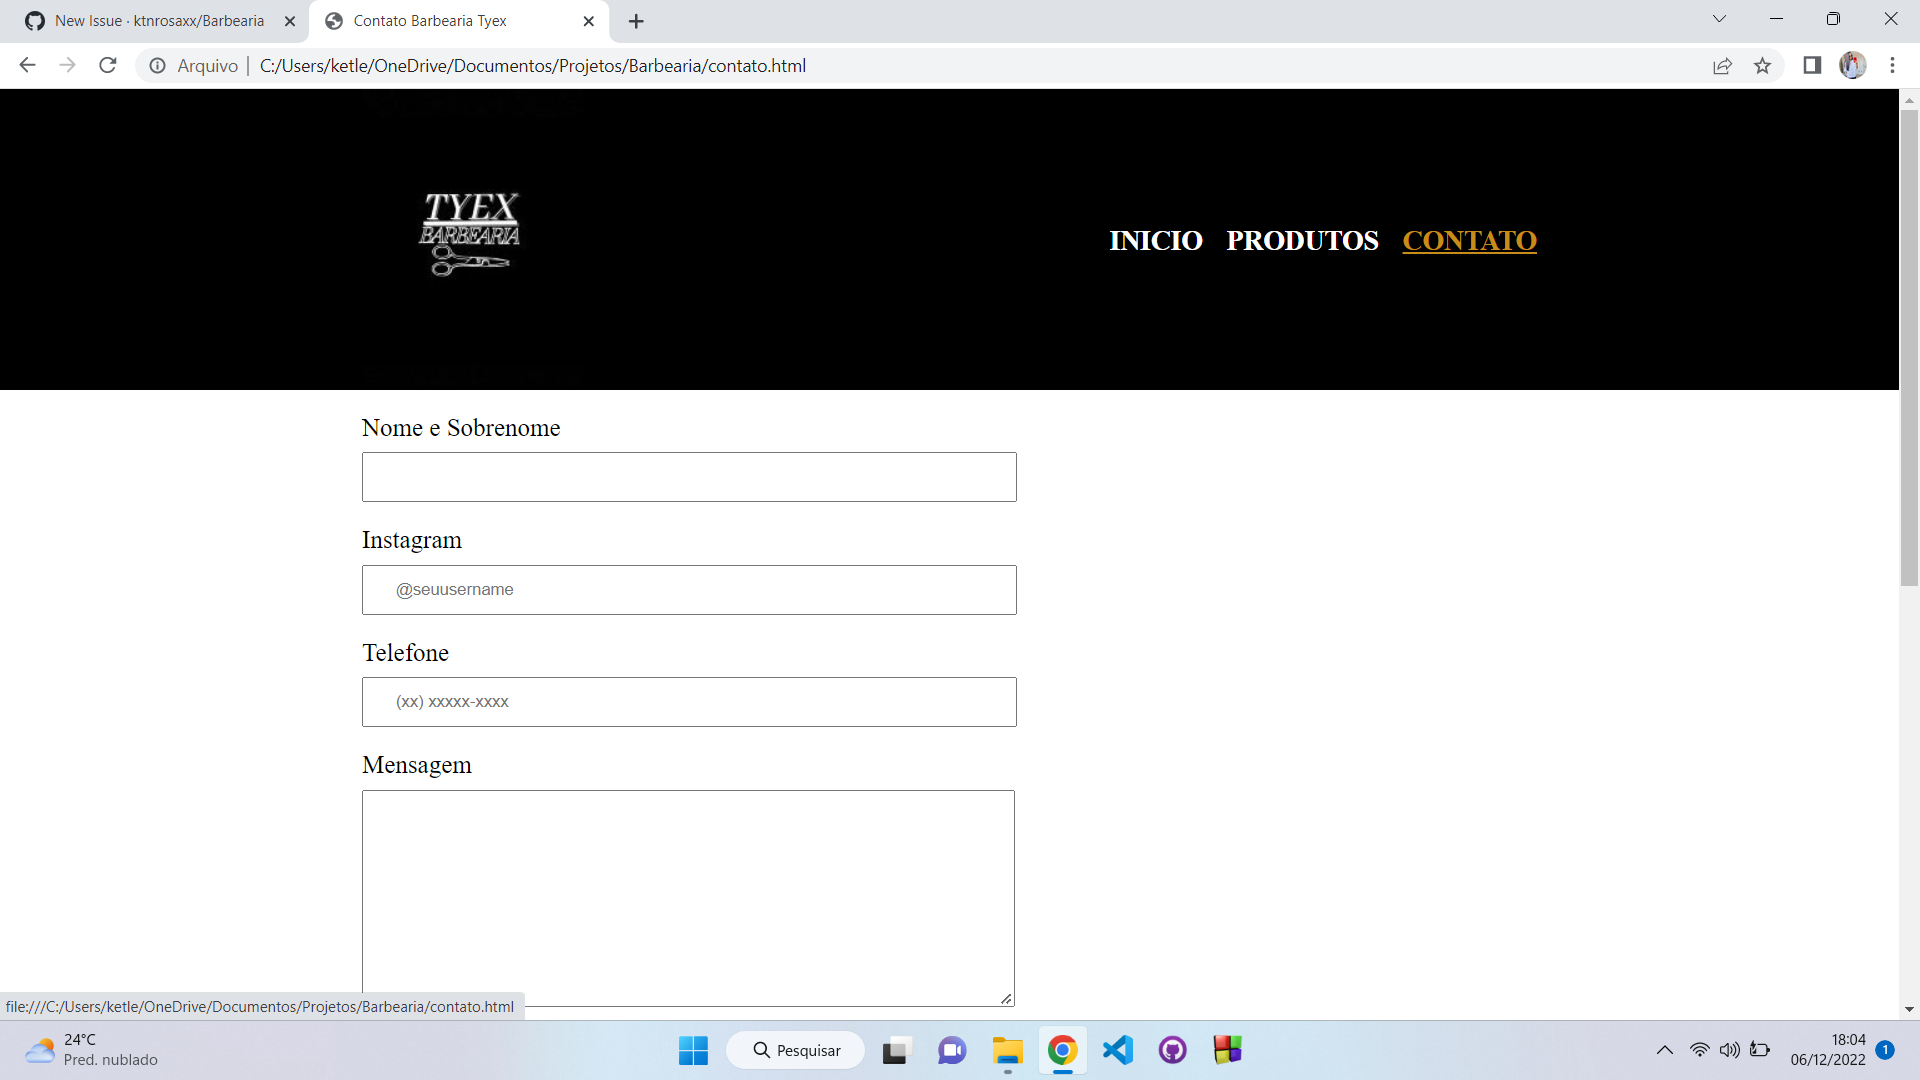 New Issue · ktnrosaxx/Barbearia
Contato Barbearia Tyex
Arquivo | C:/Users/ketle/OneDrive/Documentos/Projetos/Barbearia/contato.html
TYEX
BARBEARIA
INICIO PRODUTOS CONTATO
Nome e Sobrenome
Instagram
@seuusername
Telefone
(xx) xxxxx-xxxx
Mensagem
file:///C:/Users/ketle/OneDrive/Documentos/Projetos/Barbearia/contato.html
24°C
Pred. nublado
Pesquisar
18:04
06/12/2022
1